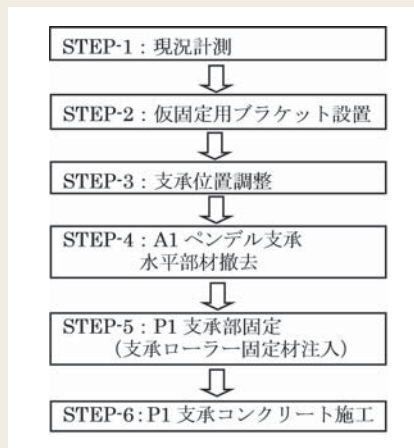 STEP-1：現況計測
STEP-2：仮固定用ブラケット設置
STEP-3：支承位置調整
STEP-4：A1 ペンデル支承
水平部材撤去
STEP-5：P1 支承部固定
(支承ローラー固定材注入)
STEP-6：P1 支承コンクリート施工